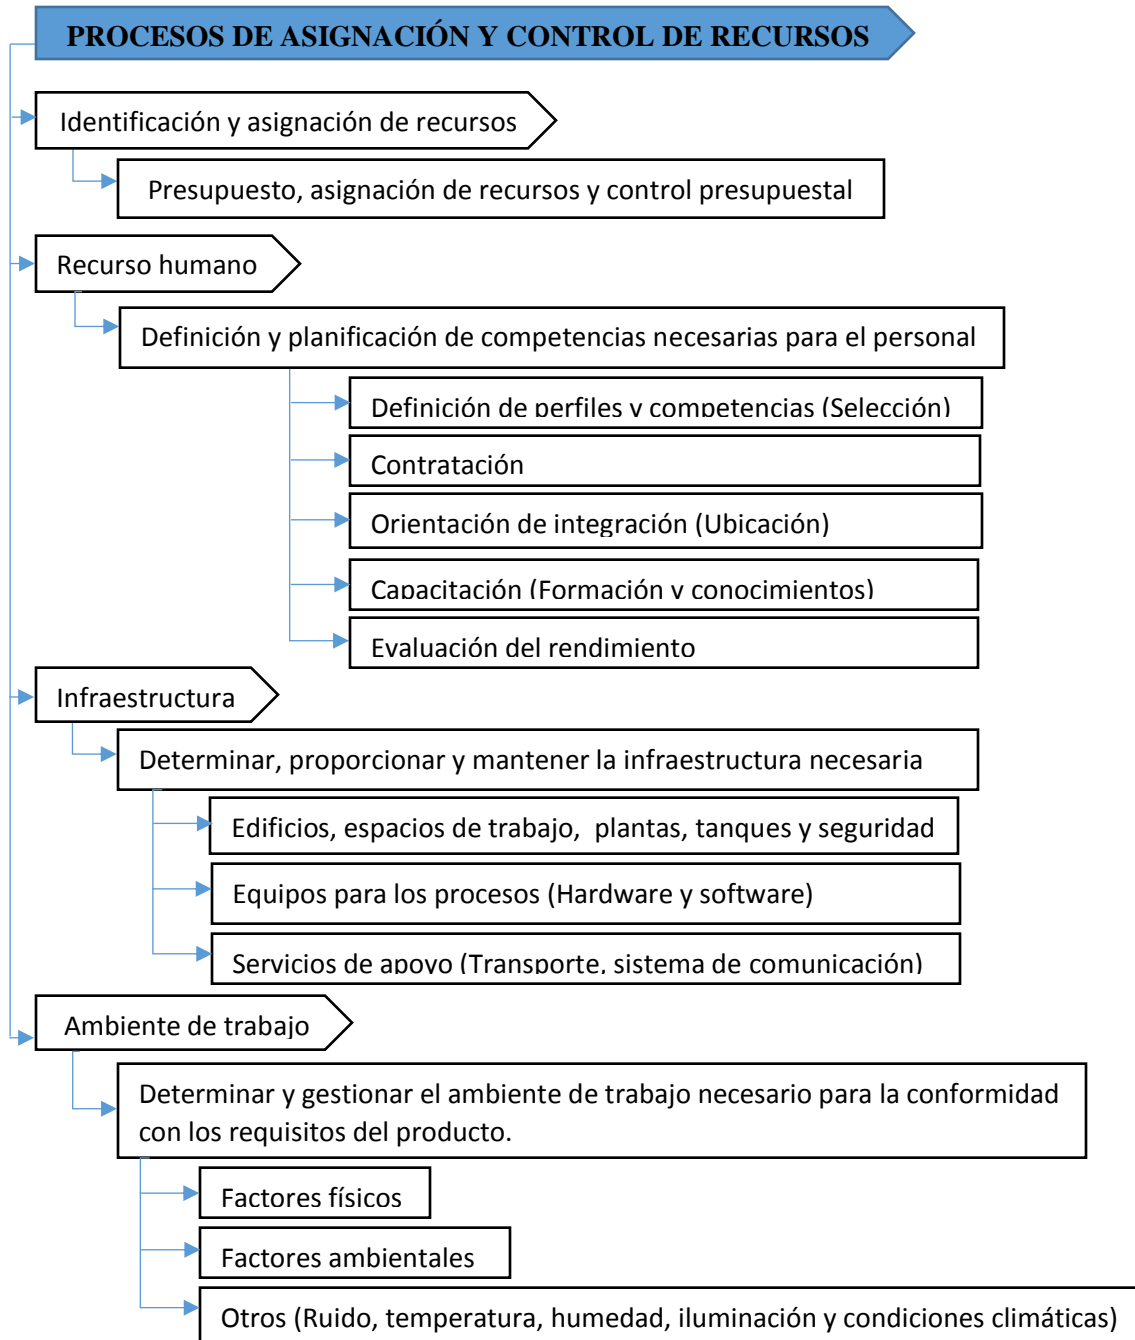 PROCESOS DE ASIGNACIÓN Y CONTROL DE RECURSOS
Identificación y asignación de recursos
Presupuesto, asignación de recursos y control presupuestal
Recurso humano
Definición y planificación de competencias necesarias para el personal
Definición de perfiles y competencias (Selección)
Contratación
Orientación de integración (Ubicación)
Capacitación (Formación y conocimientos)
Evaluación del rendimiento
Infraestructura
Determinar, proporcionar y mantener la infraestructura necesaria
Edificios, espacios de trabajo,  plantas, tanques y seguridad
Equipos para los procesos (Hardware y software)
Servicios de apoyo (Transporte, sistema de comunicación)
Ambiente de trabajo
Determinar y gestionar el ambiente de trabajo necesario para la conformidad
con los requisitos del producto.
Factores físicos
Factores ambientales
Otros (Ruido, temperatura, humedad, iluminación y condiciones climáticas)